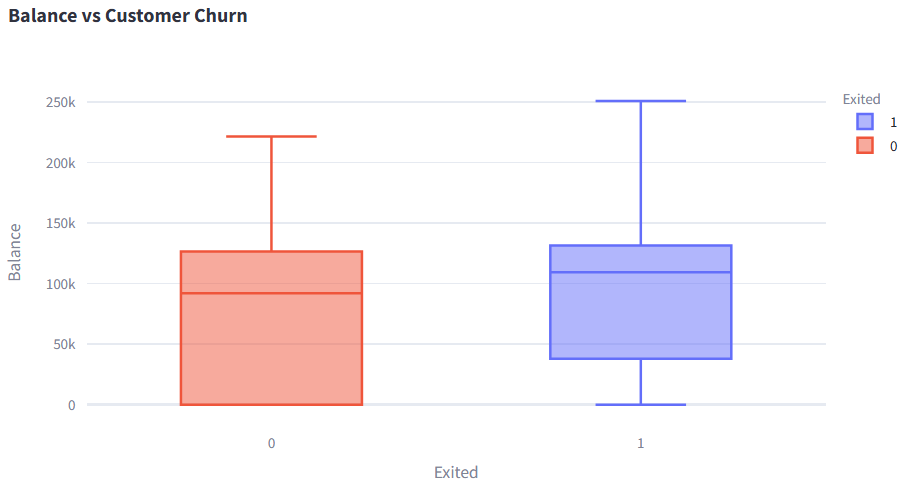 Balance vs Customer Churn
250k
200k
150k
100k
50k
0
Balance
0
1
Exited
Exited
1
0